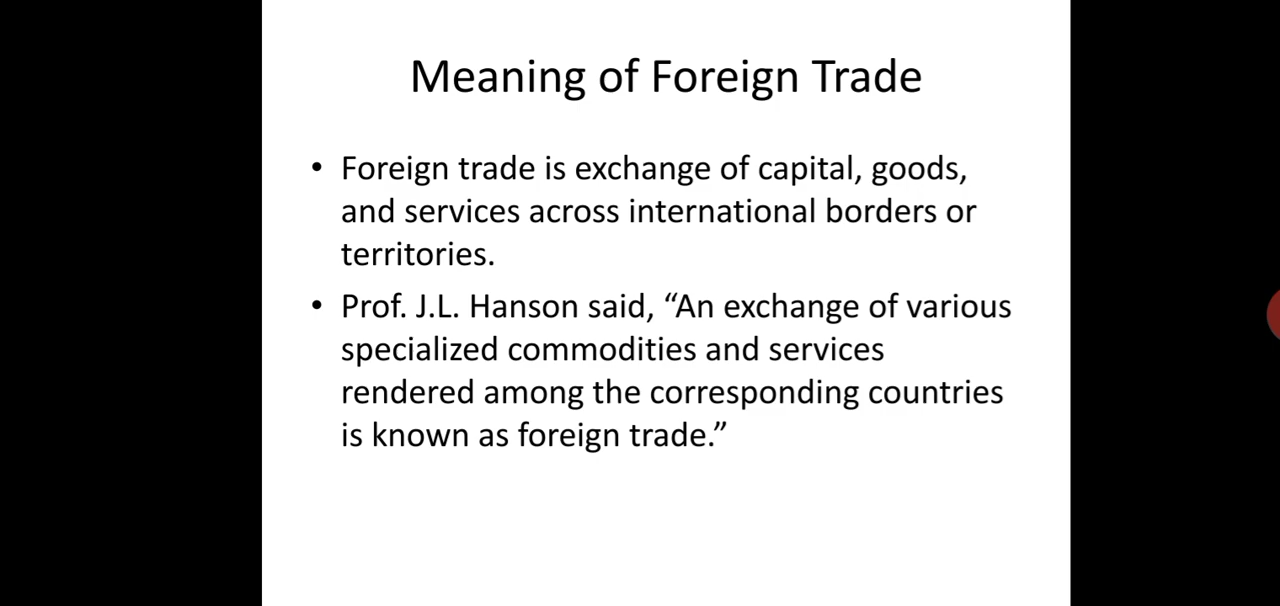 Meaning of Foreign Trade
• Foreign trade is exchange of capital, goods,
and services across international borders or
territories.
• Prof. J.L. Hanson said, “An exchange of various
specialized commodities and services
rendered among the corresponding countries
is known as foreign trade.”